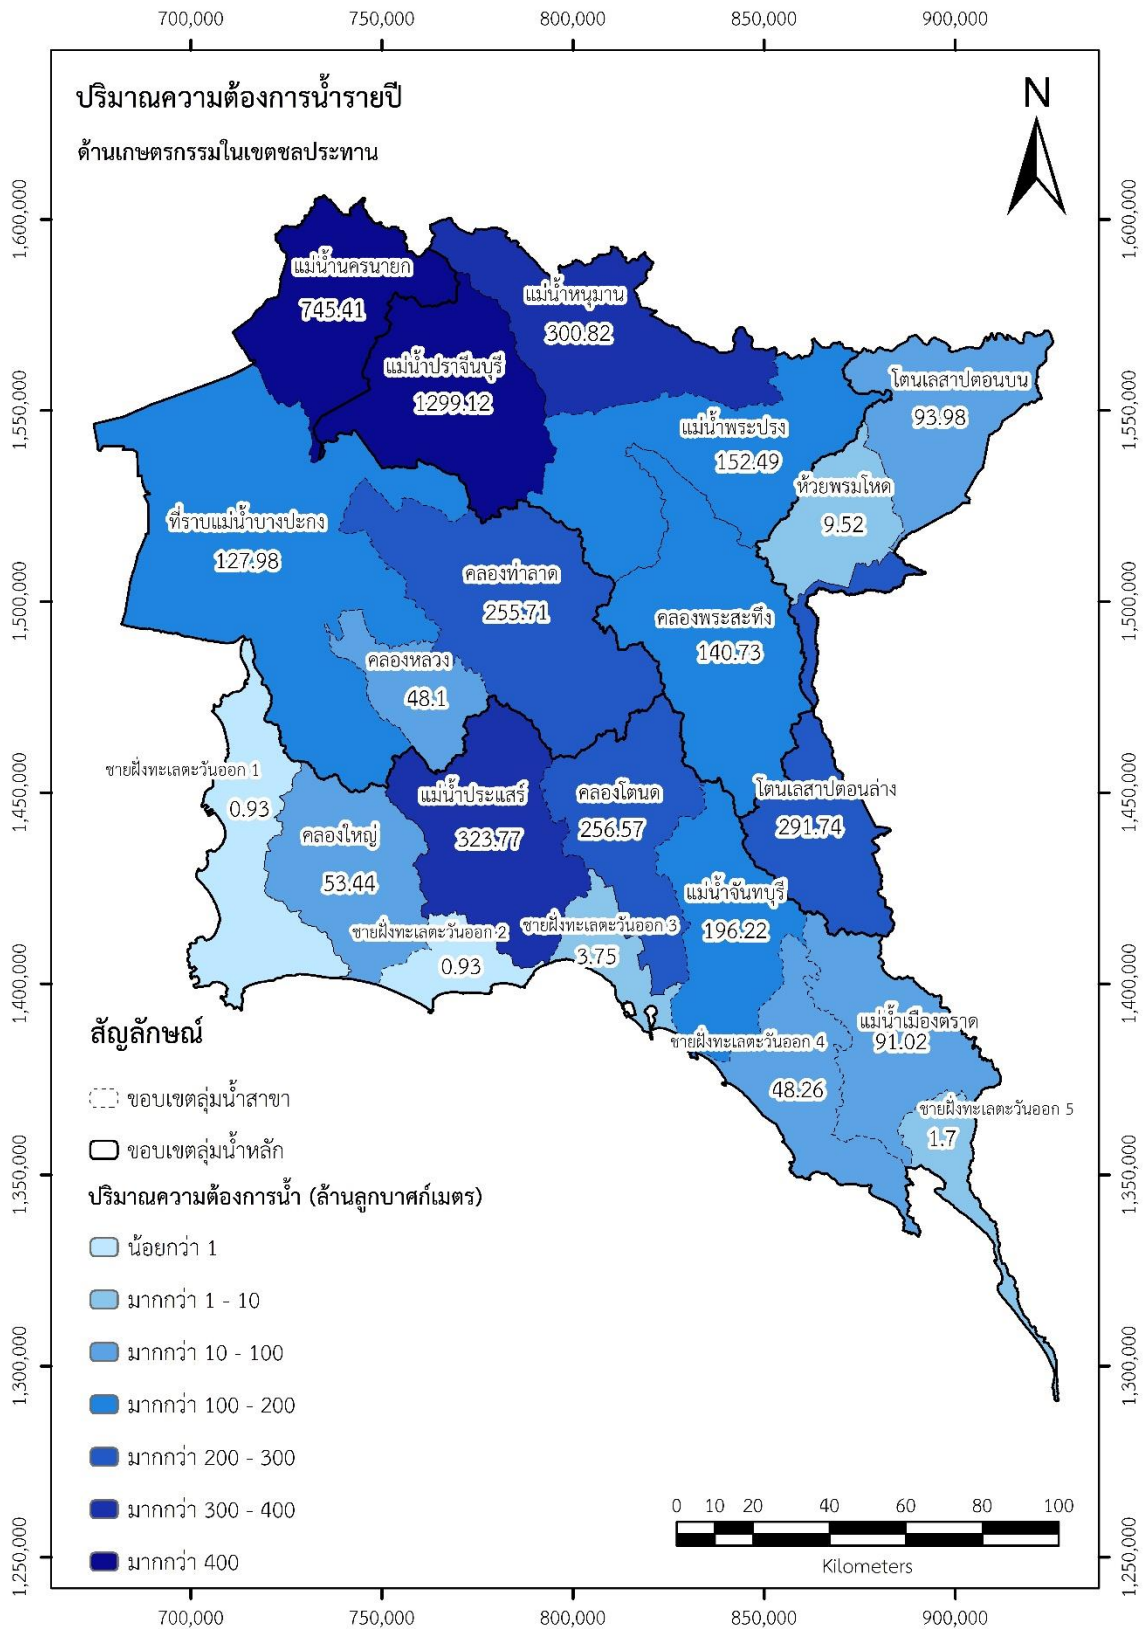 700,000 750,000 800,000 850,000 900,000
ปริมาณความต้องการน้ำรายปี
ด้านเกษตรกรรมในเขตชลประทาน
N
1,600,000 1,600,000
แม่น้ำนครนายก
745.41
แม่น้ำหนุมาน
300.82
แม่น้ำปราจีนบุรี
1299.12
โตนเลสาปตอนบน
93.98
1,550,000 1,550,000
แม่น้ำพระปรง
152.49
ห้วยพรมโหด
9.52
ที่ราบแม่น้ำบางปะกง
127.98
คลองท่าลาด
255.71
1,500,000 1,500,000
คลองพระสะทึง
140.73
คลองหลวง
48.1
ชายฝั่งทะเลตะวันออก 1
0.93
แม่น้ำประแสร์
323.77
คลองโตนด
256.57
โตนเลสาปตอนล่าง
291.74
1,450,000 1,450,000
คลองใหญ่
53.44
แม่น้ำจันทบุรี
196.22
ชายฝั่งทะเลตะวันออก 2
0.93
ชายฝั่งทะเลตะวันออก 3
3.75
1,400,000 1,400,000
แม่น้ำเมืองตราด
91.02
ชายฝั่งทะเลตะวันออก 4
48.26
ชายฝั่งทะเลตะวันออก 5
1.7
สัญลักษณ์
ขอบเขตลุ่มน้ำสาขา
ขอบเขตลุ่มน้ำหลัก
1,350,000 1,350,000
ปริมาณความต้องการน้ำ (ล้านลูกบาศก์เมตร)
น้อยกว่า 1
มากกว่า 1 - 10
มากกว่า 10 - 100
1,300,000 1,300,000
มากกว่า 100 - 200
มากกว่า 200 - 300
มากกว่า 300 - 400
มากกว่า 400
0 10 20 40 60 80 100
Kilometers
1,250,000 1,250,000
700,000 750,000 800,000 850,000 900,000